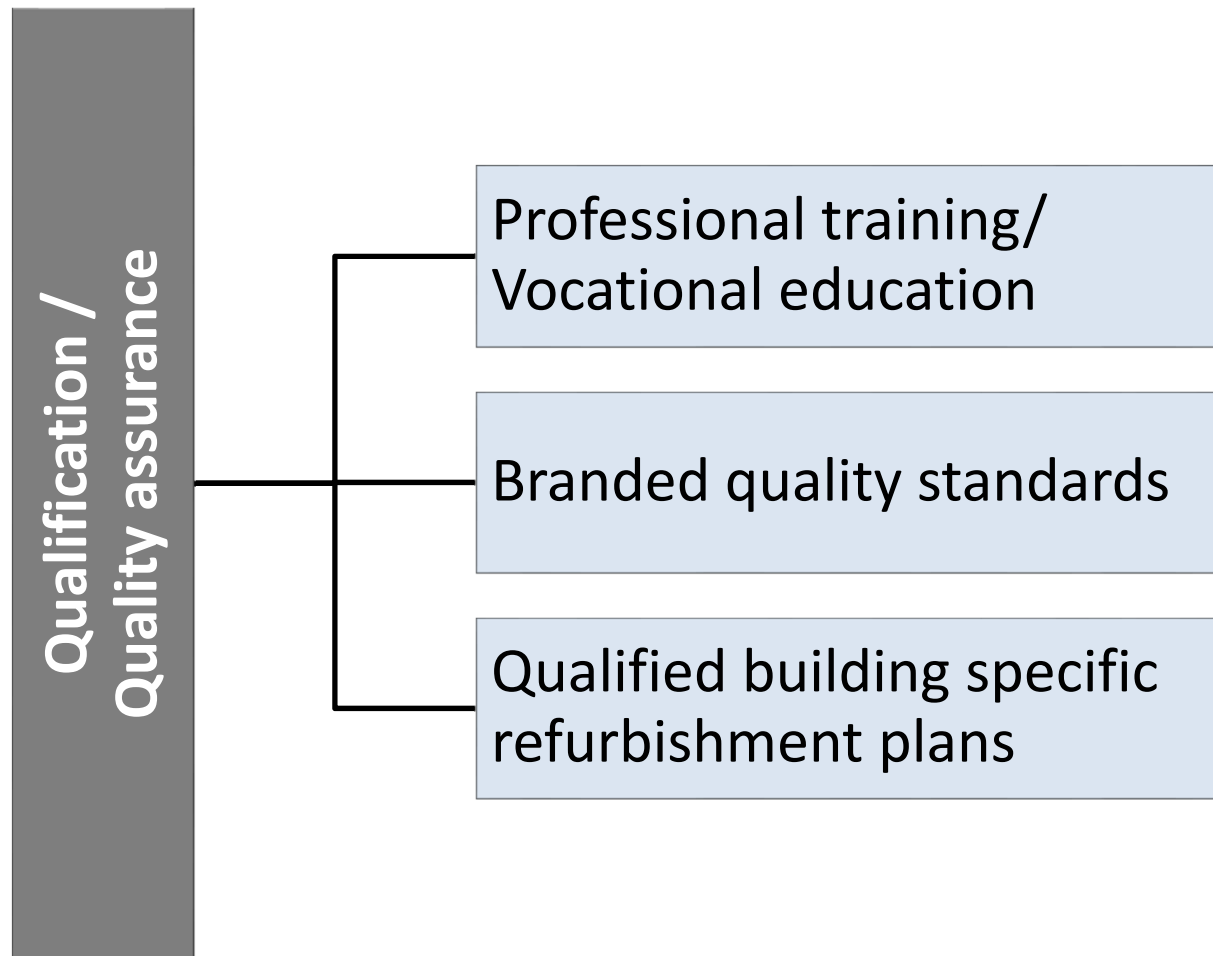 Qualification /
Quality assurance
Professional training/
Vocational education
Branded quality standards
Qualified building specific
refurbishment plans